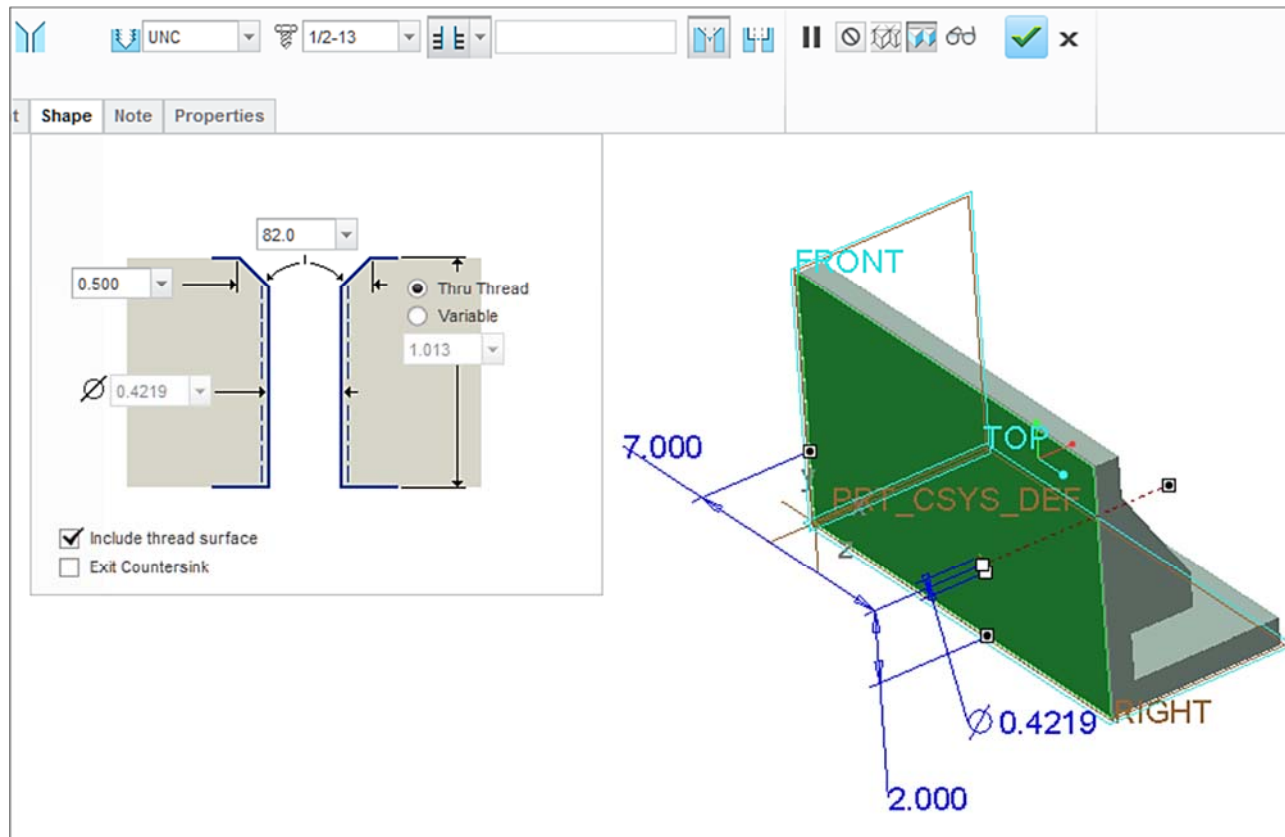 UNC
1/2-13
t Shape Note Properties
82.0
0.500
Thru Thread
Variable
1.013
Ø 0.4219
Include thread surface
Exit Countersink
FRONT
TOP
7.000
Y
PRT_CSYS_DEF
X
Z
RIGHT
Ø 0.4219
2.000